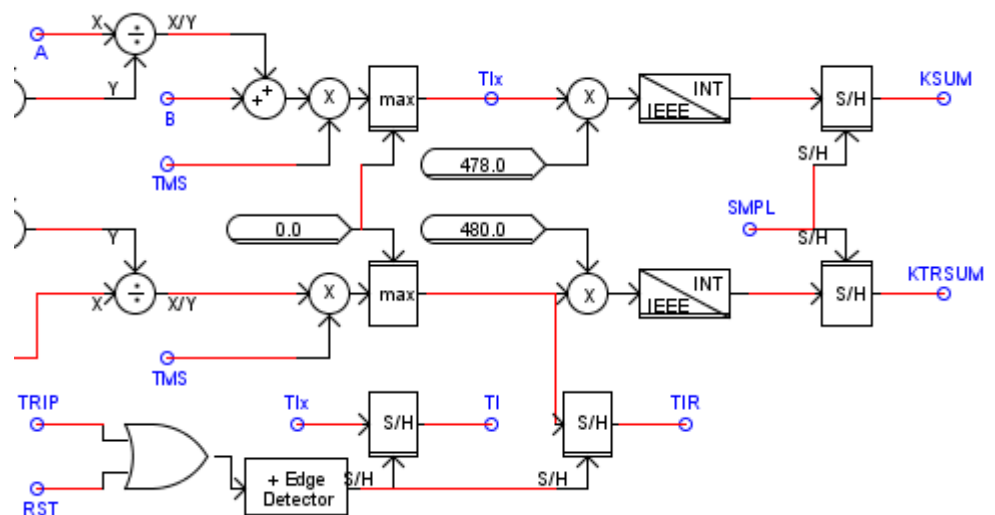 X
X/Y
÷
A
Y
B
+
+
X
max
TIx
X
INT
IEEE
S/H
KSUM
S/H
TMS
478.0
SMPL
0.0
480.0
S/H
Y
X
÷
X/Y
X
max
X
INT
IEEE
S/H
KTRSUM
TMS
TRIP
TIx
S/H
TI
S/H
TIR
+ Edge
Detector
S/H
S/H
RST